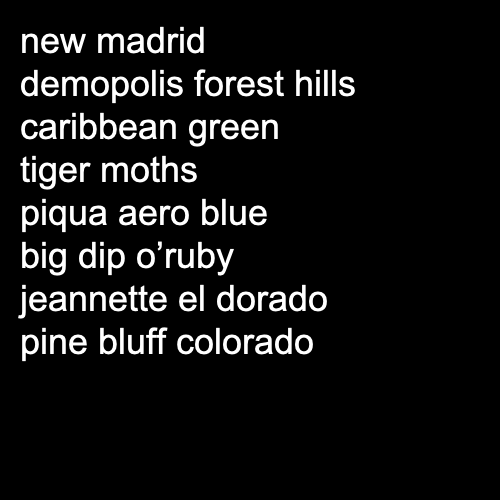 new madrid
demopolis forest hills
caribbean green
tiger moths
piqua aero blue
big dip o’ruby
jeannette el dorado
pine bluff colorado